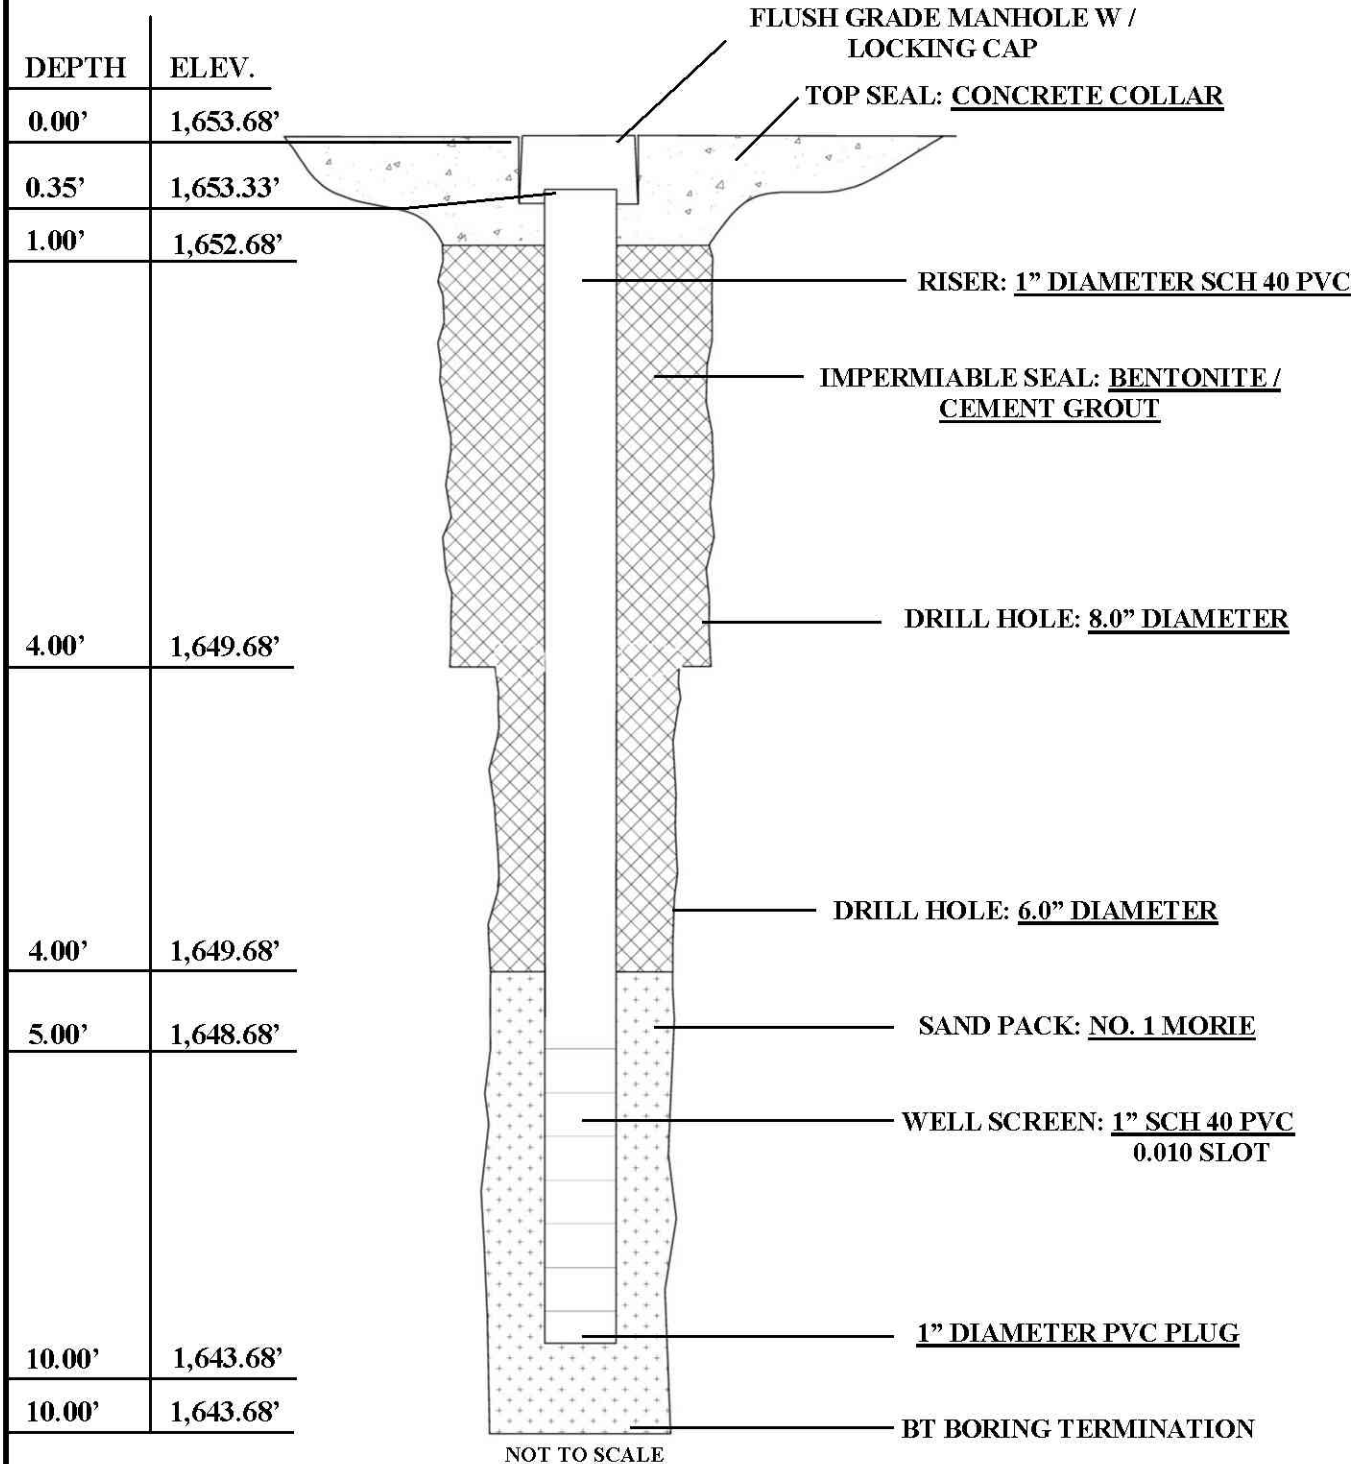 FLUSH GRADE MANHOLE W /
LOCKING CAP
DEPTH ELEV.
TOP SEAL: CONCRETE COLLAR
0.00’ 1,653.68’
0.35’ 1,653.33’
1.00’ 1,652.68’
RISER: 1” DIAMETER SCH 40 PVC
IMPERMIABLE SEAL: BENTONITE /
CEMENT GROUT
DRILL HOLE: 8.0” DIAMETER
4.00’ 1,649.68’
DRILL HOLE: 6.0” DIAMETER
4.00’ 1,649.68’
SAND PACK: NO. 1 MORIE
5.00’ 1,648.68’
WELL SCREEN: 1” SCH 40 PVC
0.010 SLOT
1” DIAMETER PVC PLUG
10.00’ 1,643.68’
10.00’ 1,643.68’
BT BORING TERMINATION
NOT TO SCALE